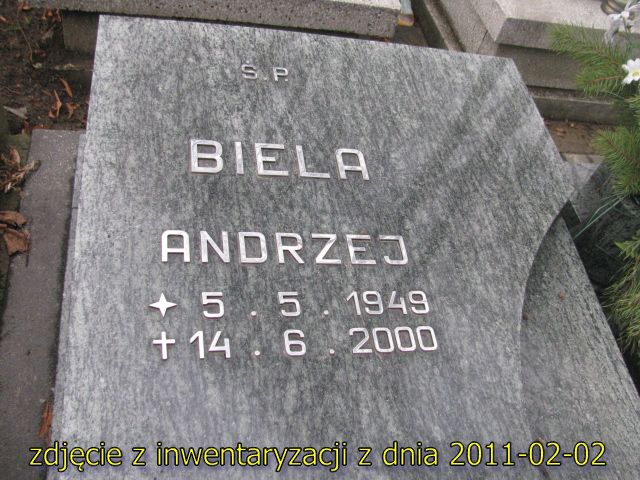 Ś.P.
BIELA
ANDRZEJ
5.5.1949
✝ 14.6.2000
zdjęcie z inwentaryzacji z dnia 2011-02-02